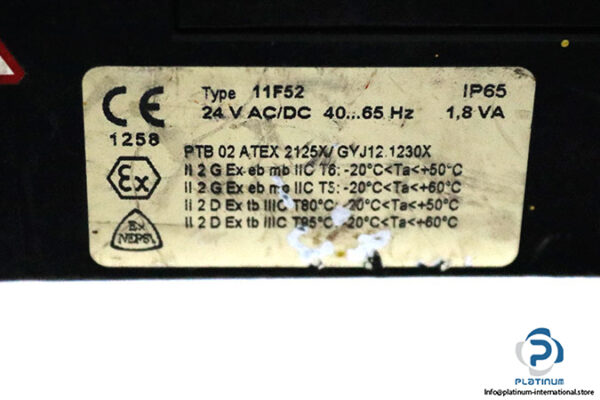 CE Type 11F52 IP65
24 V AC/DC 40...65 Hz 1,8 VA
1258
PTB 02 ATEX 2125X/ GYJ12.1230X
Ex II 2 G Ex eb mb IIC T6: -20°C<Ta<+50°C
II 2 G Ex eb mb IIC T5: -20°C<Ta<+60°C
II 2 D Ex tb IIIC T80°C: -20°C<Ta<+50°C
Ex II 2 D Ex tb IIIC T95°C: -20°C<Ta<+60°C
NEPSI
PLATINUM
Info@platinum-international.store